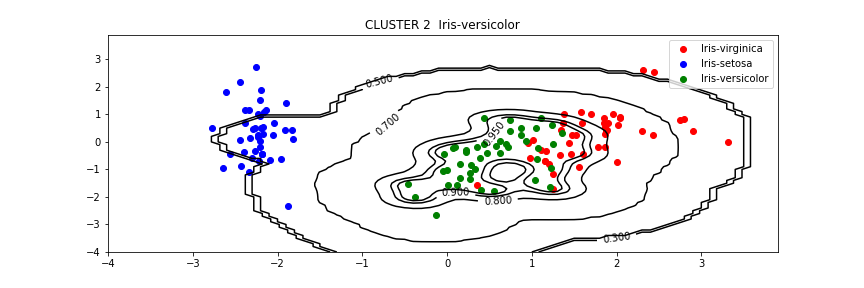 CLUSTER 2  Iris-versicolor
Iris-virginica
Iris-setosa
Iris-versicolor
0.500
0.700
0.950
0.900
0.800
0.300
3
2
1
0
−1
−2
−3
−4
−4 −3 −2 −1 0 1 2 3